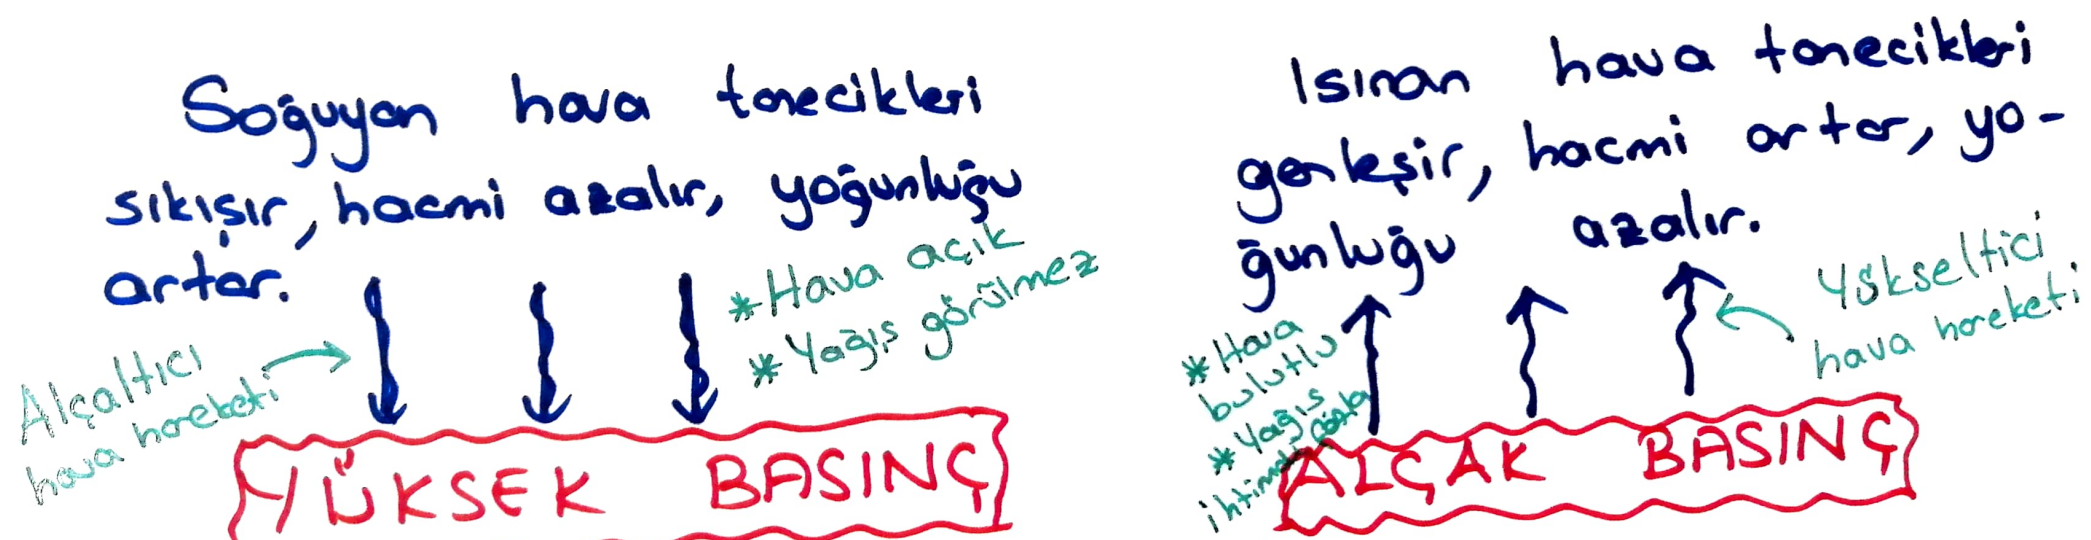 Soğuyan hava tanecikleri
sıkışır, hacmi azalır, yoğunluğu
artar.
*Hava açık
*Yağış görülmez
Alçaltıcı
hava hareketi
YÜKSEK BASINÇ
Isınan hava tanecikleri
genleşir, hacmi artar, yo-
ğunluğu azalır.
Yükseltici
hava hareketi
*Hava
bulutlu
*Yağış
ihtimali
ALÇAK BASINÇ